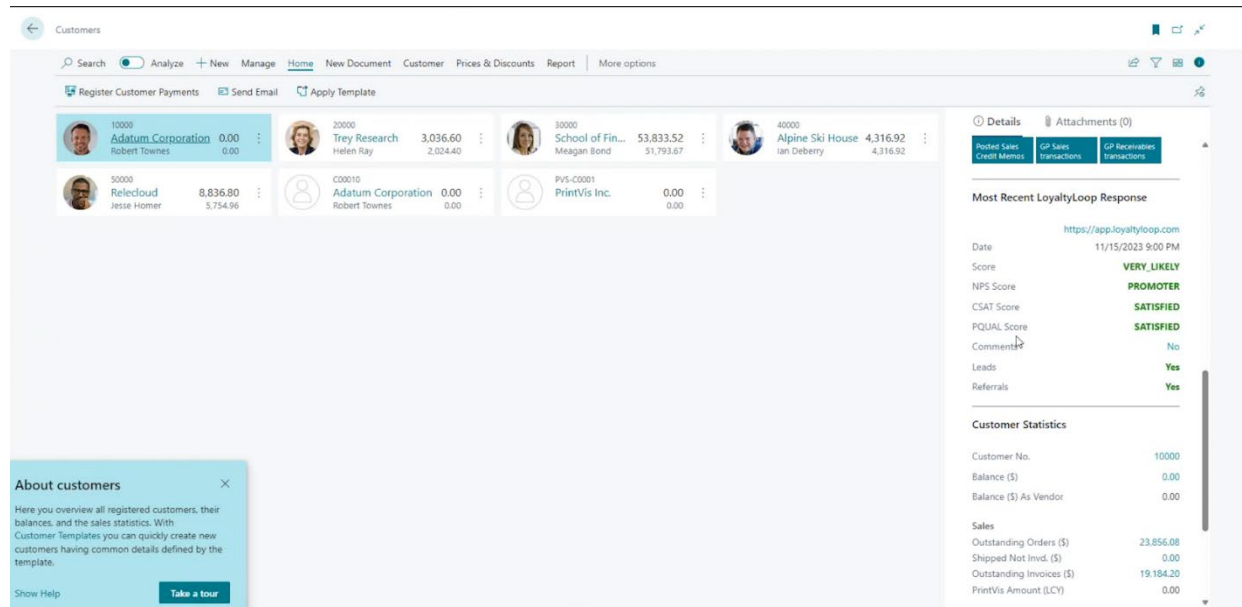 Customers
Search Analyze + New Manage Home New Document Customer Prices & Discounts Report More options
Register Customer Payments Send Email Apply Template
10000
Adatum Corporation 0.00
Robert Townes 0.00
20000
Trey Research 3,036.60
Helen Ray 2,024.40
30000
School of Fin... 53,833.52
Meagan Bond 51,793.67
40000
Alpine Ski House 4,316.92
Ian Deberry 4,316.92
50000
Relecloud 8,836.80
Jesse Homer 5,754.96
C00010
Adatum Corporation 0.00
Robert Townes 0.00
PVS-C0001
PrintVis Inc. 0.00
0.00
About customers
Here you overview all registered customers, their
balances, and the sales statistics. With
Customer Templates you can quickly create new
customers having common details defined by the
template.
Show Help Take a tour
Details Attachments (0)
Posted Sales
Credit Memos
GP Sales
transactions
GP Receivables
transactions
Most Recent LoyaltyLoop Response
https://app.loyaltyloop.com
Date 11/15/2023 9:00 PM
Score VERY_LIKELY
NPS Score PROMOTER
CSAT Score SATISFIED
PQUAL Score SATISFIED
Comments No
Leads Yes
Referrals Yes
Customer Statistics
Customer No. 10000
Balance ($) 0.00
Balance ($) As Vendor 0.00
Sales
Outstanding Orders ($) 23,856.08
Shipped Not Invd. ($) 0.00
Outstanding Invoices ($) 19,184.20
PrintVis Amount (LCY) 0.00